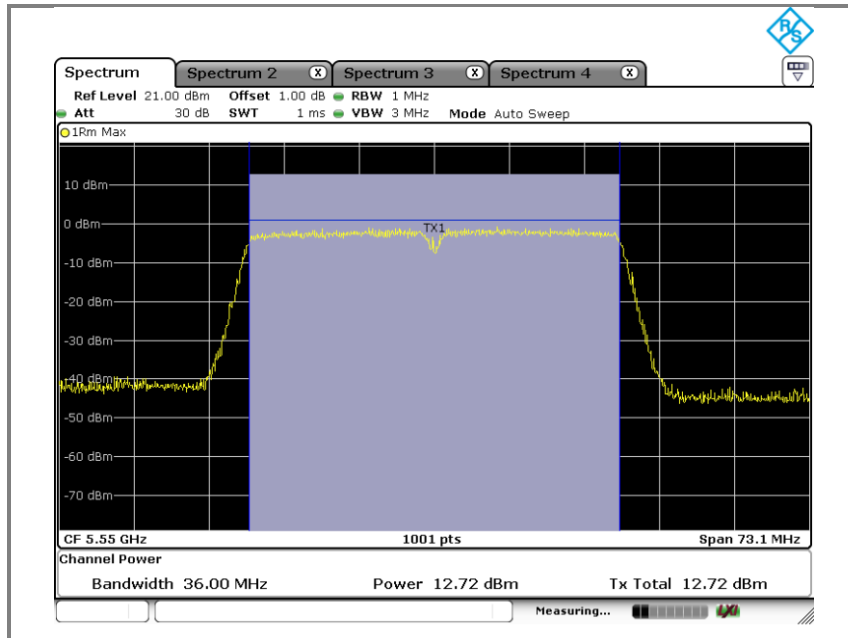 R&S
Spectrum Spectrum 2 X Spectrum 3 X Spectrum 4 X
Ref Level 21.00 dBm Offset 1.00 dB RBW 1 MHz
Att 30 dB SWT 1 ms VBW 3 MHz Mode Auto Sweep
1Rm Max
10 dBm
0 dBm
TX1
-10 dBm
-20 dBm
-30 dBm
-40 dBm
-50 dBm
-60 dBm
-70 dBm
CF 5.55 GHz 1001 pts Span 73.1 MHz
Channel Power
Bandwidth 36.00 MHz Power 12.72 dBm Tx Total 12.72 dBm
Measuring... LXI